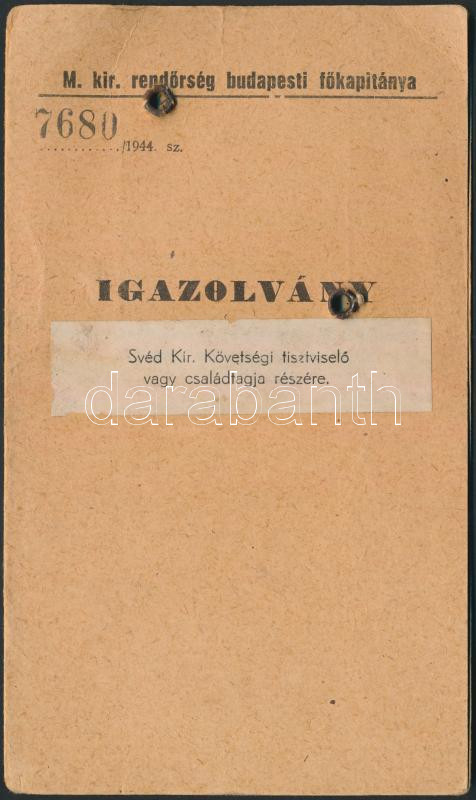 M. kir. rendőrség budapesti főkapitánya
7680
............/1944. sz.
IGAZOLVÁNY
Svéd Kir. Követségi tisztviselő
vagy családtagja részére.
darabanth